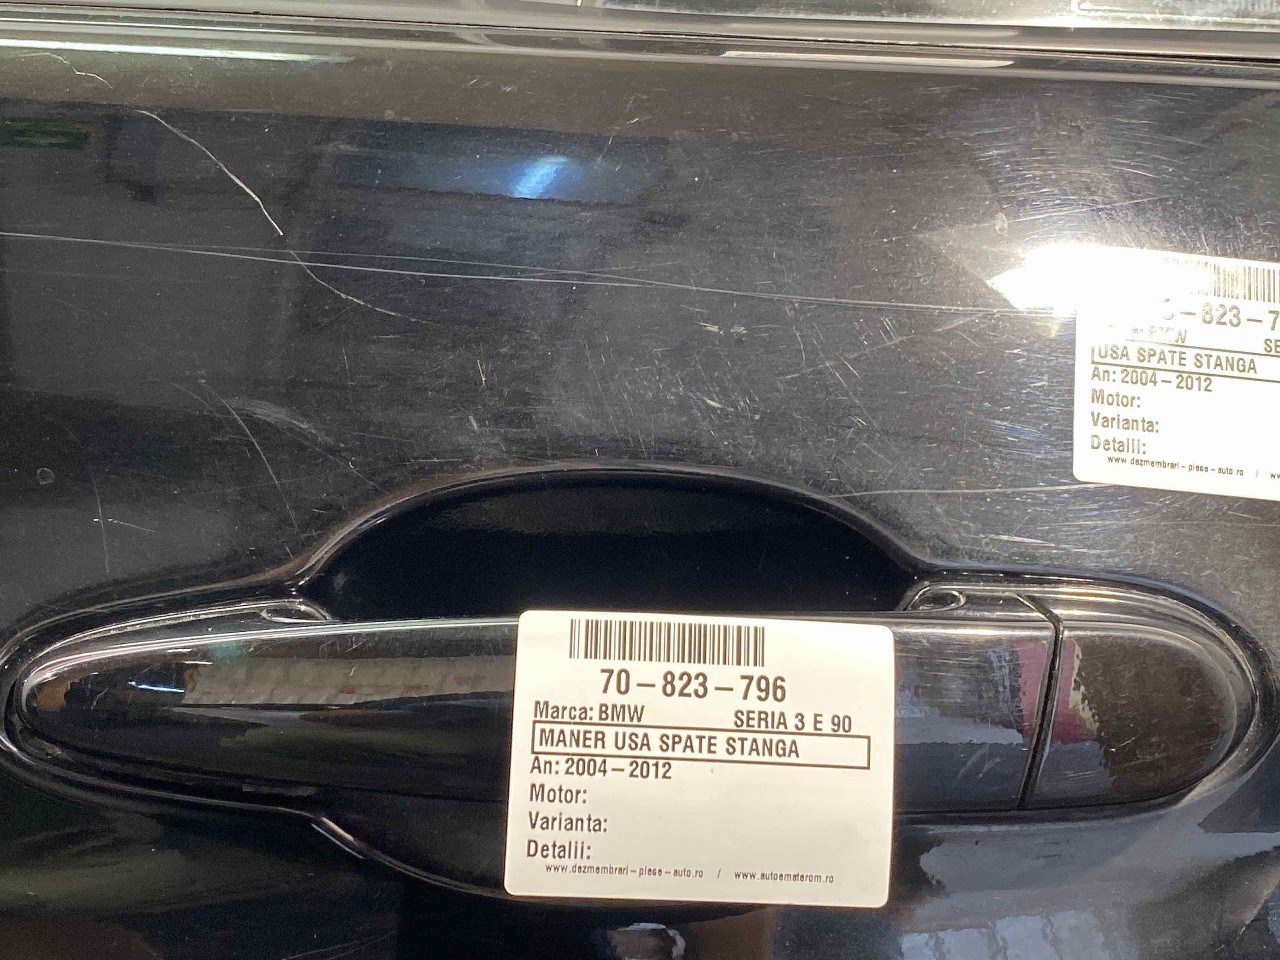 70-823-796
Marca: BMW SERIA 3 E 90
MANER USA SPATE STANGA
An: 2004-2012
Motor:
Varianta:
Detalii:
www.dezmembrari-piese-auto.ro / www.autoematerom.ro
-823-7
SE
USA SPATE STANGA
An: 2004-2012
Motor:
Varianta:
Detalii:
www.dezmembrari-piese-auto.ro / w